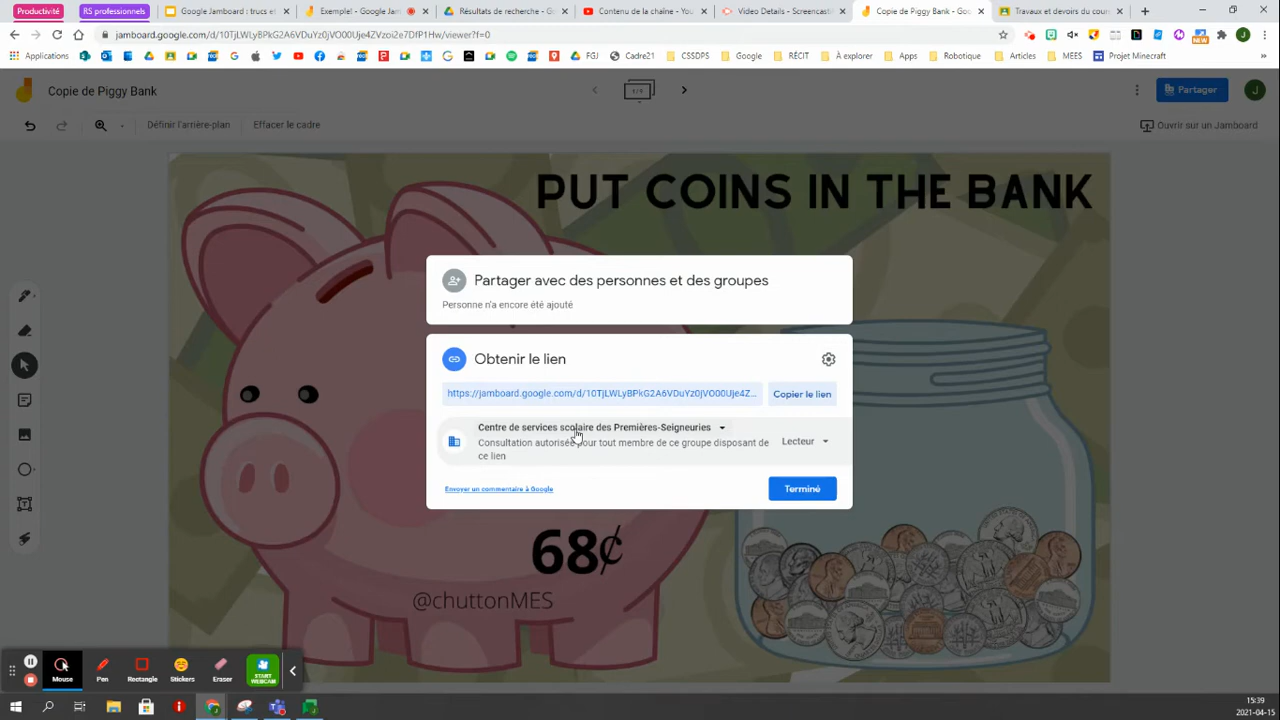 Productivité
RS professionnels
Google Jamboard : trucs et
Exemple! - Google Jam
Résultats de recherche - Goo
Contenu de la chaîne - You
Video Details - Screencastify
Copie de Piggy Bank - Goo
Travaux et devoirs du cours
jamboard.google.com/d/10TjLWLyBPkG2A6VDuYz0jVO00Uje4ZVzoi2e7DfP1Hw/viewer?f=0
NEW
J
Applications
FGJ
Cadre21
CSSDPS
Google
RÉCIT
À explorer
Apps
Robotique
Articles
MEES
Projet Minecraft
Copie de Piggy Bank
1/1
Partager
J
Définir l'arrière-plan
Effacer le cadre
Ouvrir sur un Jamboard
PUT COINS IN THE BANK
Partager avec des personnes et des groupes
Personne n'a encore été ajouté
Obtenir le lien
https://jamboard.google.com/d/10TjLWLyBPkG2A6VDuYz0jVO00Uje4Z...
Copier le lien
Centre de services scolaire des Premières-Seigneuries
Consultation autorisée pour tout membre de ce groupe disposant de
ce lien
Lecteur
Envoyer un commentaire à Google
Terminé
68¢
@chuttonMES
Mouse
Pen
Rectangle
Stickers
Eraser
START
WEBCAM
15:39
2021-04-15